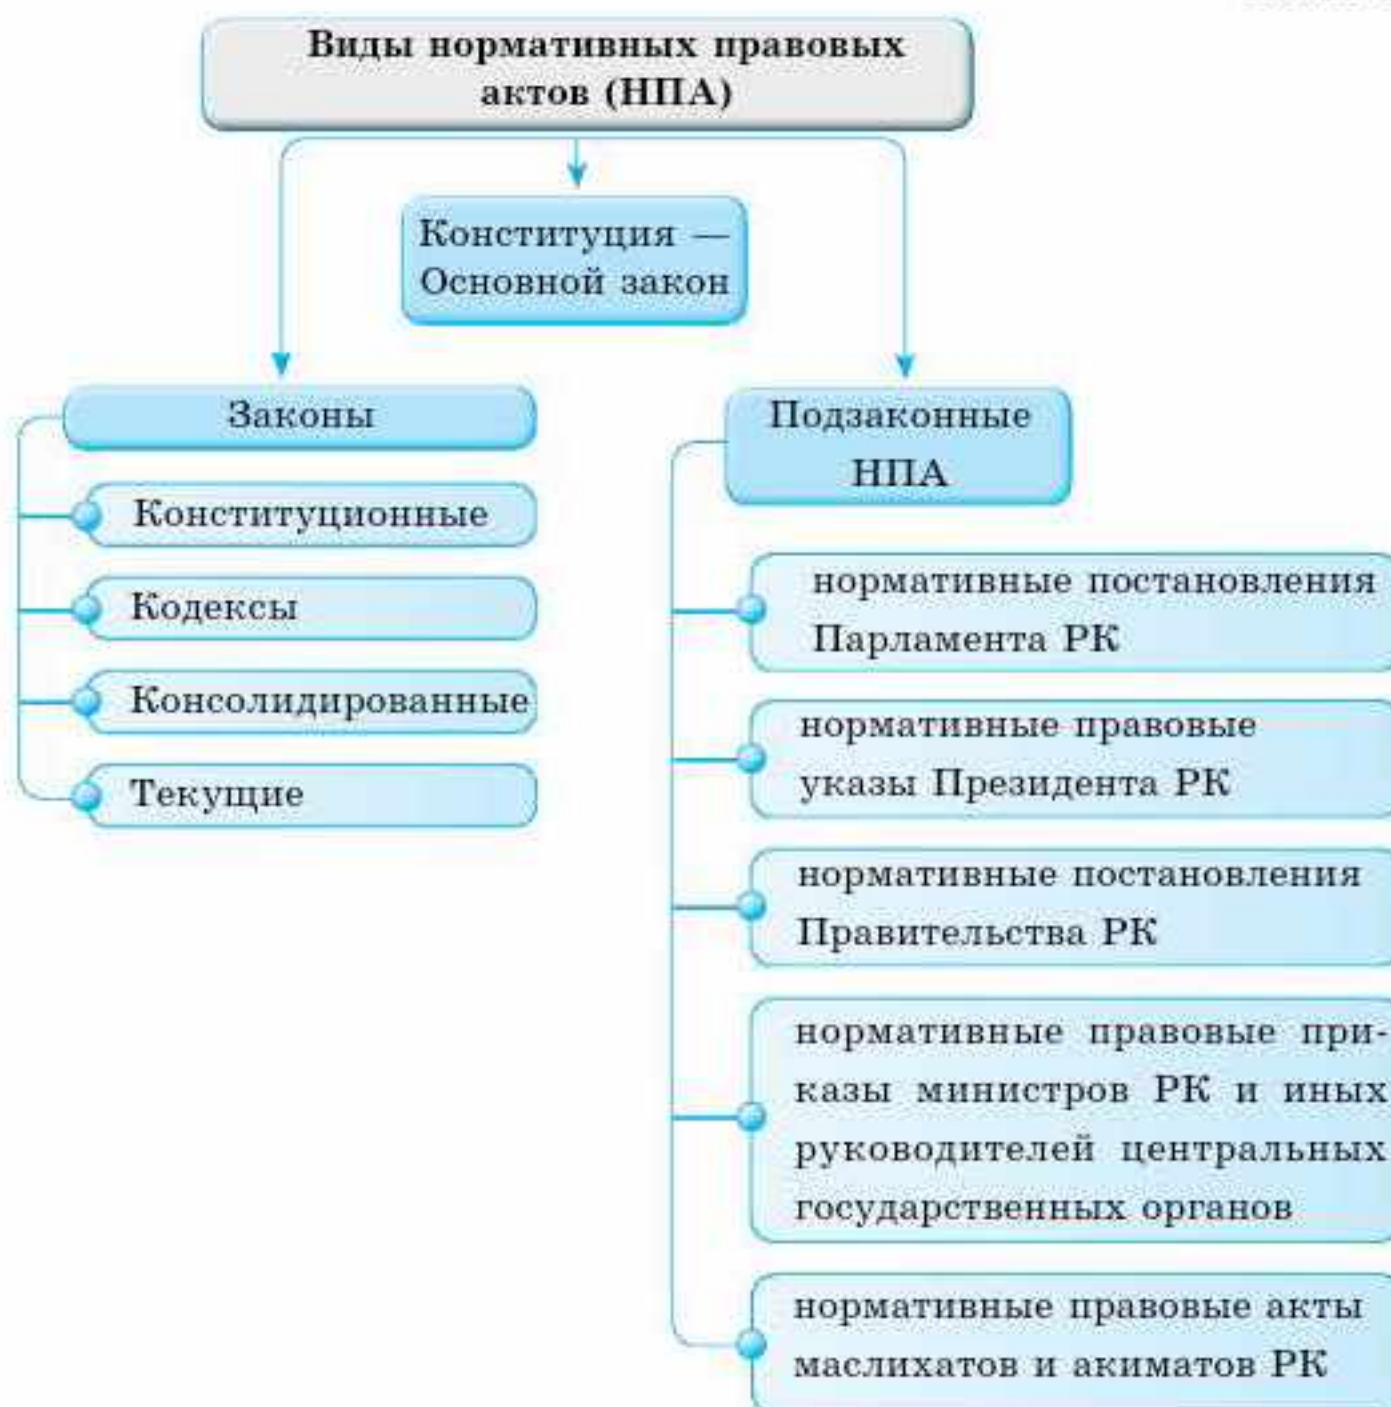 Виды нормативных правовых
актов (НПА)
Конституция —
Основной закон
Законы
Конституционные
Кодексы
Консолидированные
Текущие
Подзаконные
НПА
нормативные постановления
Парламента РК
нормативные правовые
указы Президента РК
нормативные постановления
Правительства РК
нормативные правовые при-
казы министров РК и иных
руководителей центральных
государственных органов
нормативные правовые акты
маслихатов и акиматов РК